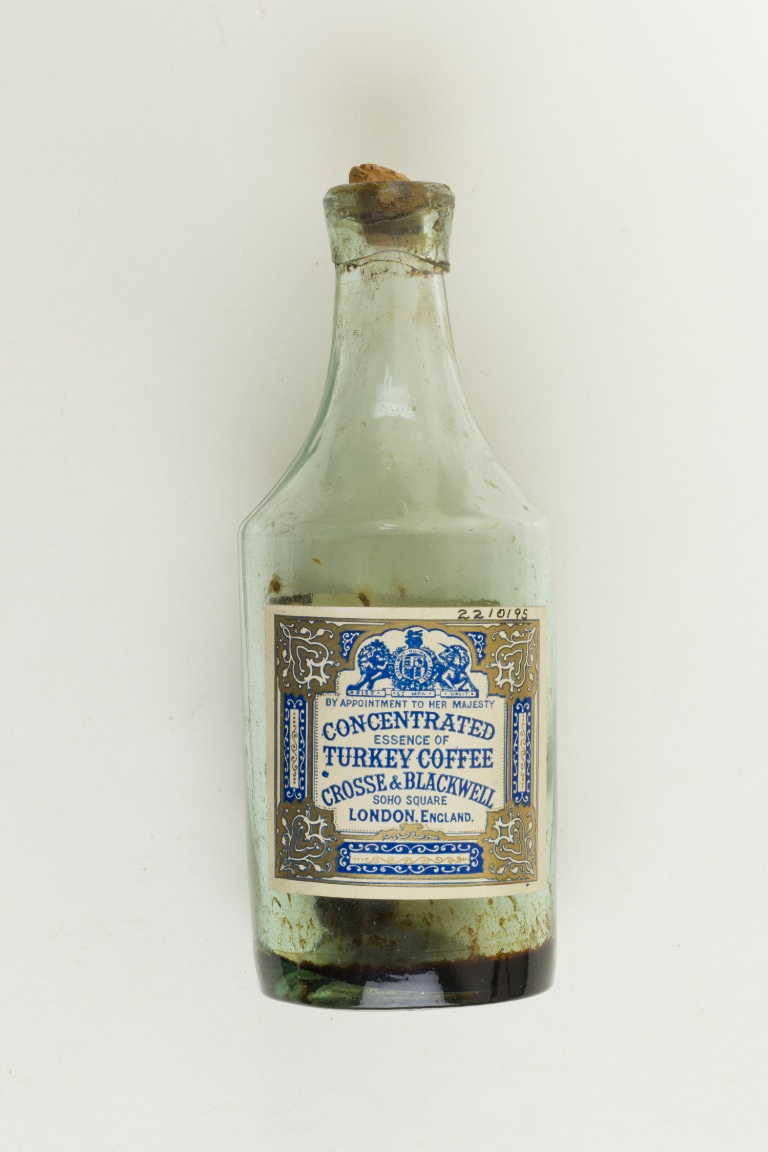 2210195
BY APPOINTMENT TO HER MAJESTY
CONCENTRATED
ESSENCE OF
TURKEY COFFEE
CROSSE & BLACKWELL
SOHO SQUARE
LONDON. ENGLAND.